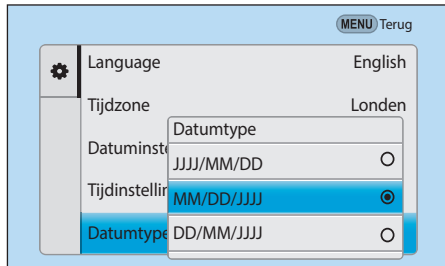 MENU Terug
Language English
Tijdzone Londen
Datumtype
Datuminste
JJJJ/MM/DD
Tijdinstellin
MM/DD/JJJJ
Datumtype DD/MM/JJJJ